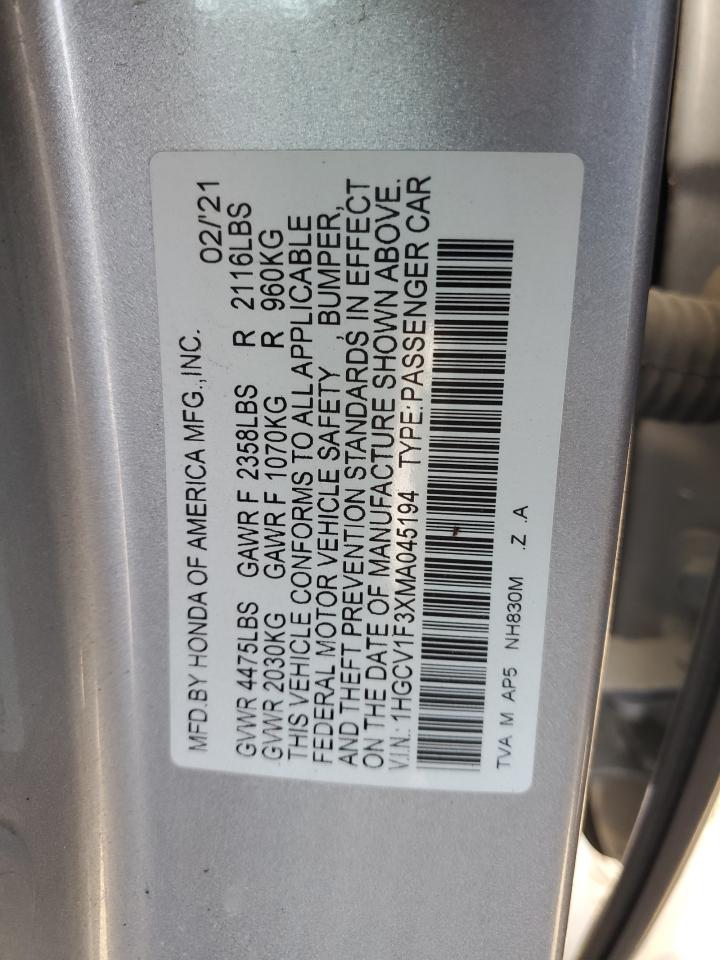 MFD.BY HONDA OF AMERICA MFG.,INC. 02/'21
GVWR 4475LBS GAWR F 2358LBS R 2116LBS
GVWR 2030KG GAWR F 1070KG R 960KG
THIS VEHICLE CONFORMS TO ALL APPLICABLE
FEDERAL MOTOR VEHICLE SAFETY , BUMPER,
AND THEFT PREVENTION STANDARDS, IN EFFECT
ON THE DATE OF MANUFACTURE SHOWN ABOVE.
V.I.N.: 1HGCV1F3XMA045194 TYPE:PASSENGER CAR
TVA M AP5 NH830M .Z .A